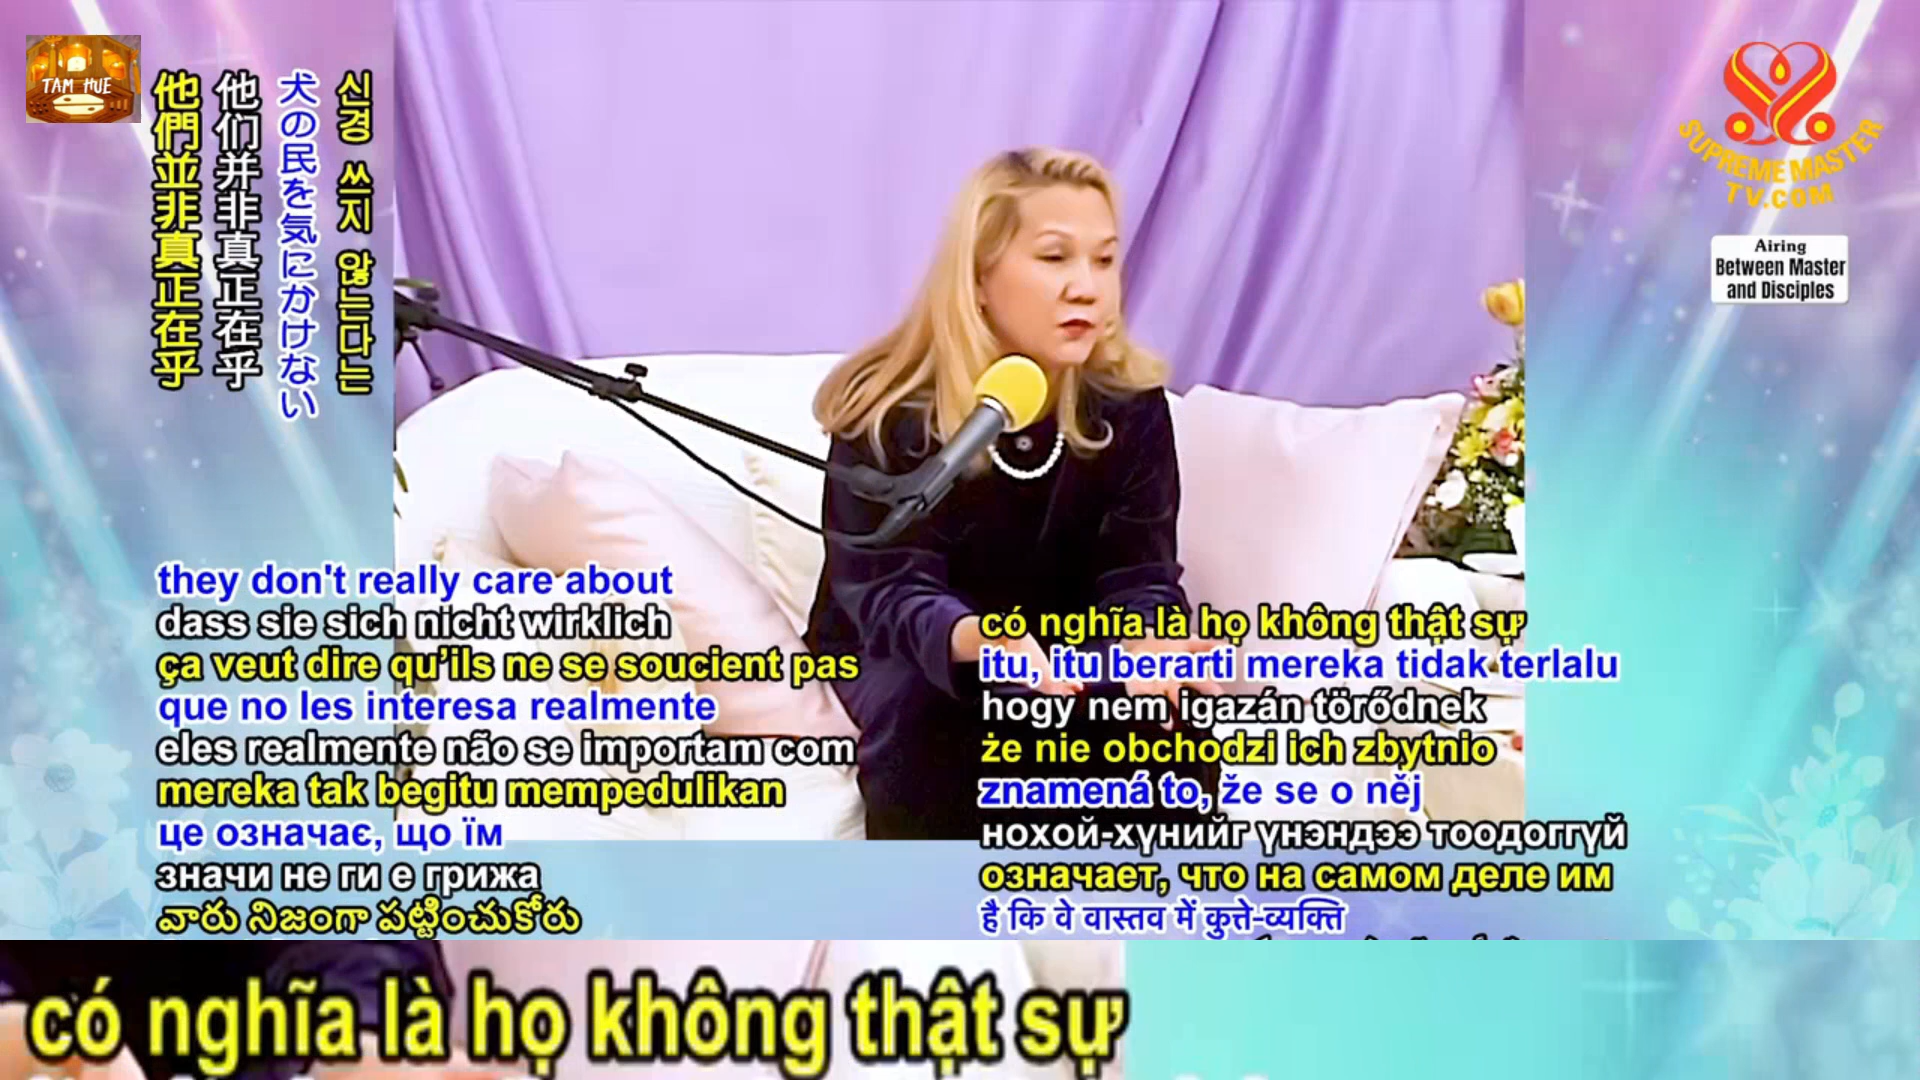 TAM HUE
他們並非真正在乎
他们并非真正在乎
犬の民を気にかけない
신경 쓰지 않는다는
SUPREME MASTER
TV.COM
Airing
Between Master
and Disciples
they don't really care about
dass sie sich nicht wirklich
ça veut dire qu'ils ne se soucient pas
que no les interesa realmente
eles realmente não se importam com
mereka tak begitu mempedulikan
це означає, що їм
значи не ги е грижа
వారు నిజంగా పట్టించుకోరు
có nghĩa là họ không thật sự
itu, itu berarti mereka tidak terlalu
hogy nem igazán törődnek
że nie obchodzi ich zbytnio
znamená to, že se o něj
нохой-хүнийг үнэндээ тоодоггүй
означает, что на самом деле им
है कि वे वास्तव में कुत्ते-व्यक्ति
có nghĩa là họ không thật sự